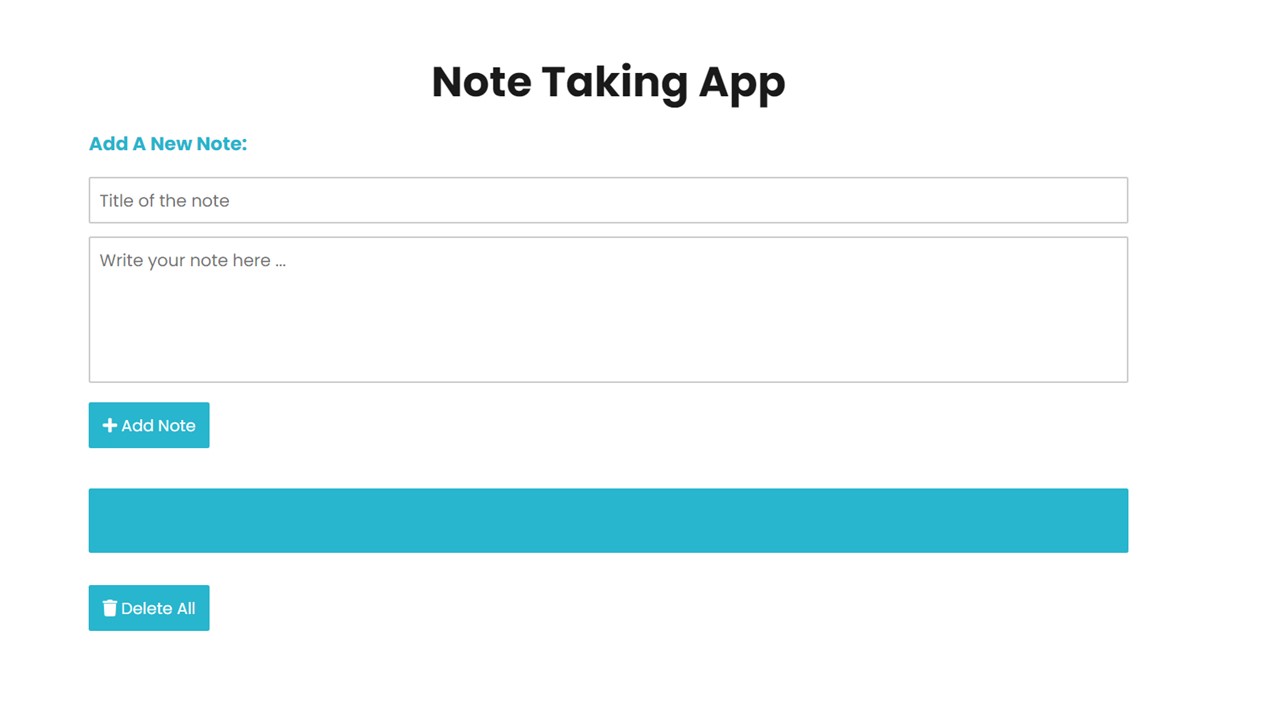 Note Taking App
Add A New Note:
Title of the note
Write your note here ...
Add Note
Delete All